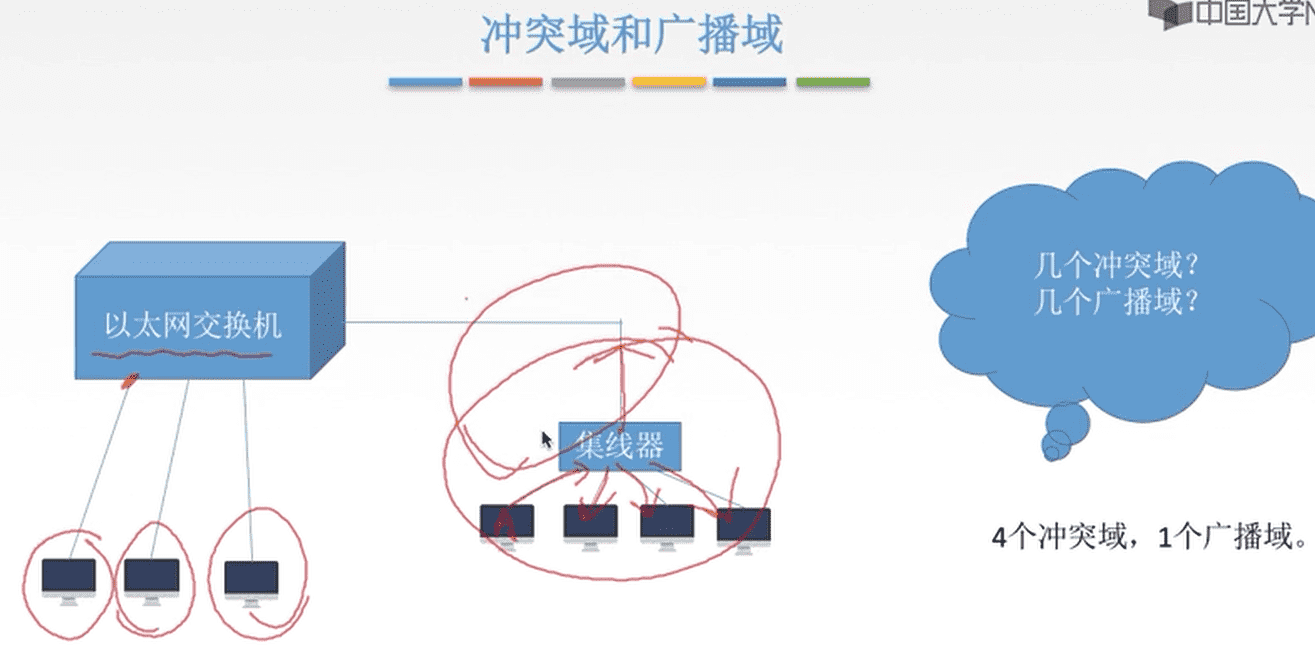 中国大学
冲突域和广播域
几个冲突域？
几个广播域？
以太网交换机
集线器
4个冲突域，1个广播域。